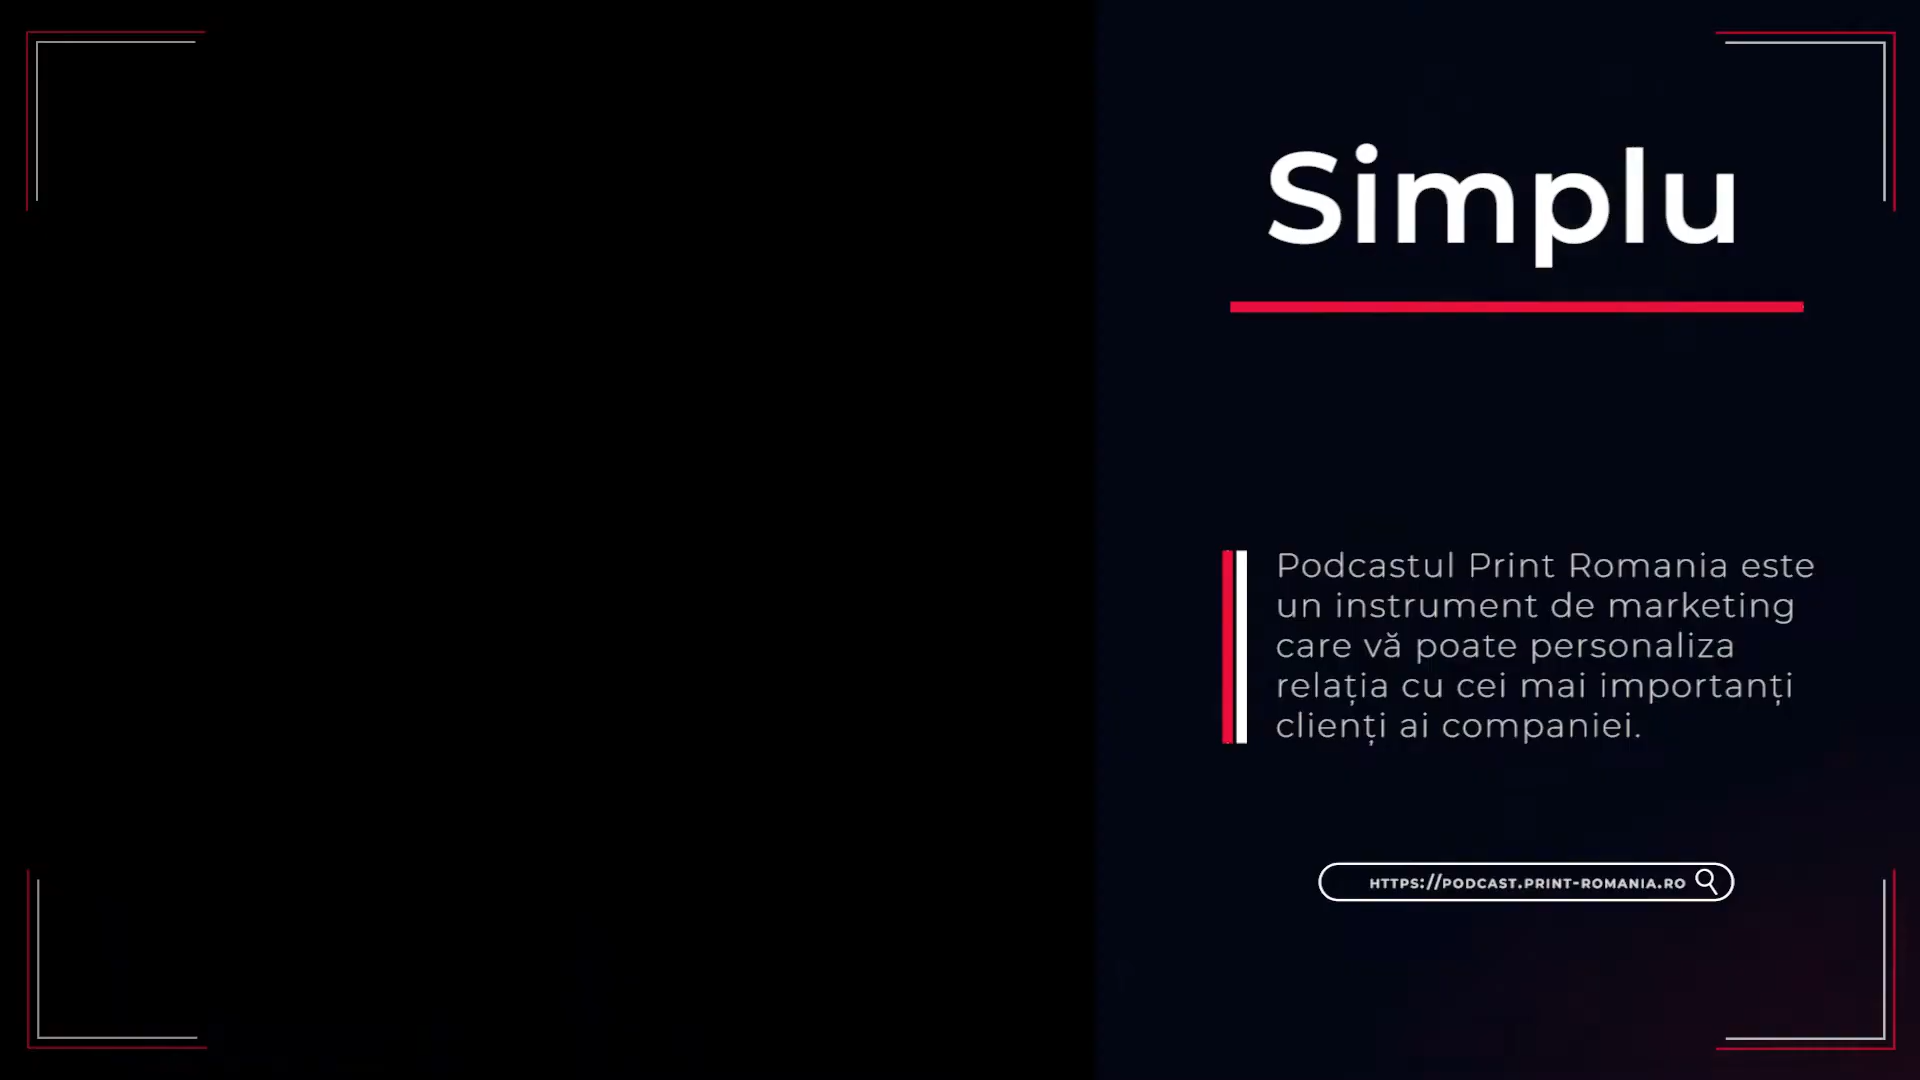 Simplu
Podcastul Print Romania este
un instrument de marketing
care vă poate personaliza
relația cu cei mai importanți
clienți ai companiei.
HTTPS://PODCAST.PRINT-ROMANIA.RO